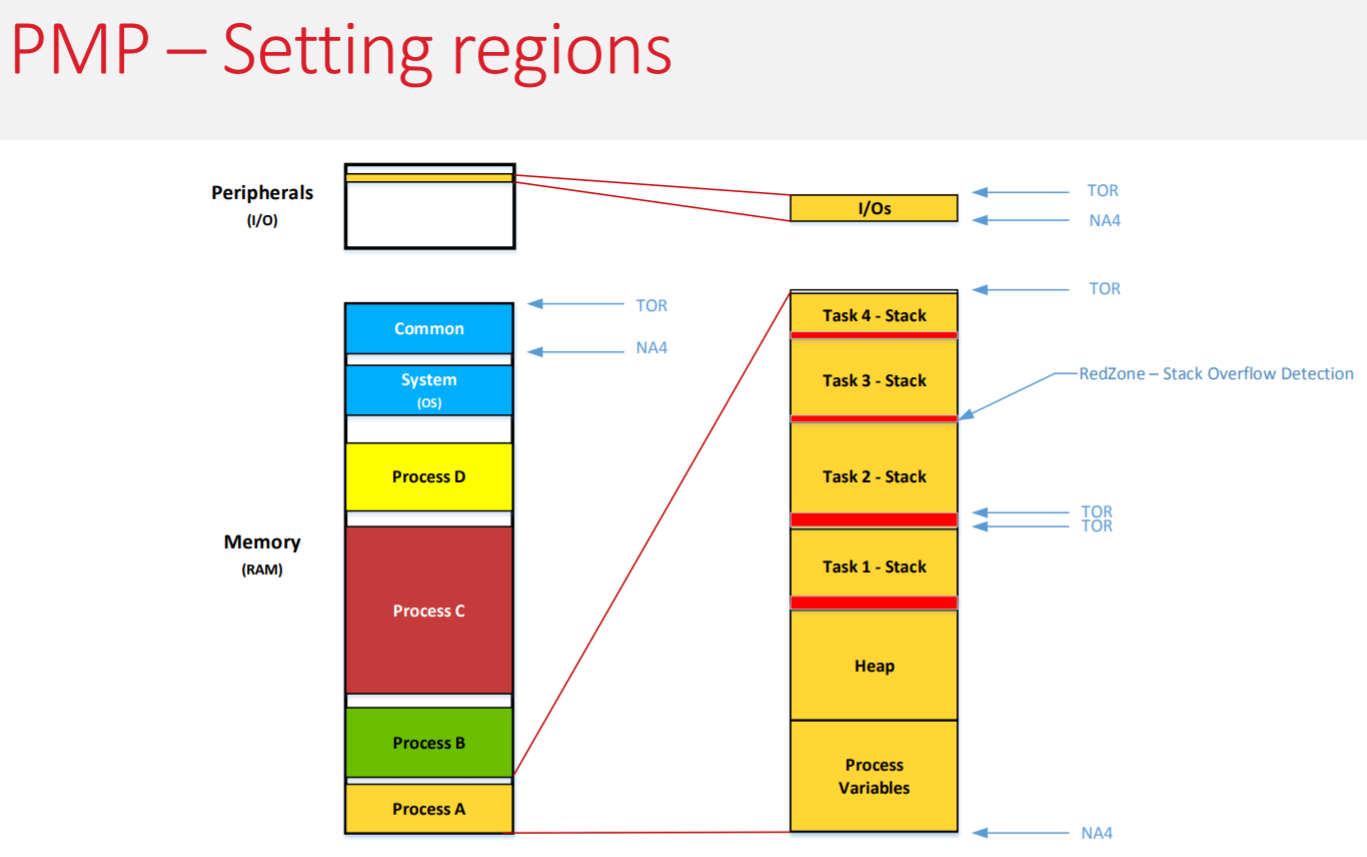 PMP – Setting regions
Peripherals
(I/O)
I/Os
TOR
NA4
Memory
(RAM)
Common
System
(OS)
Process D
Process C
Process B
Process A
TOR
NA4
Task 4 - Stack
Task 3 - Stack
Task 2 - Stack
Task 1 - Stack
Heap
Process
Variables
TOR
RedZone – Stack Overflow Detection
TOR
TOR
NA4